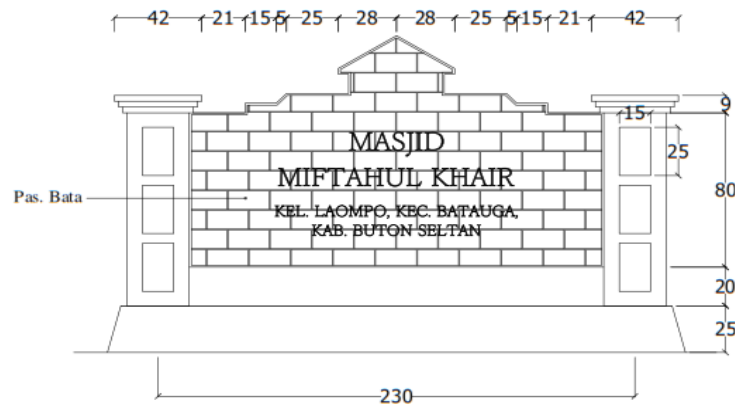 42 21 15 5 25 28 28 25 5 15 21 42
9
15
MASJID
25
MIFTAHUL KHAIR
80
Pas. Bata
KEL. LAOMPO, KEC. BATAUGA,
KAB. BUTON SELTAN
20
25
230